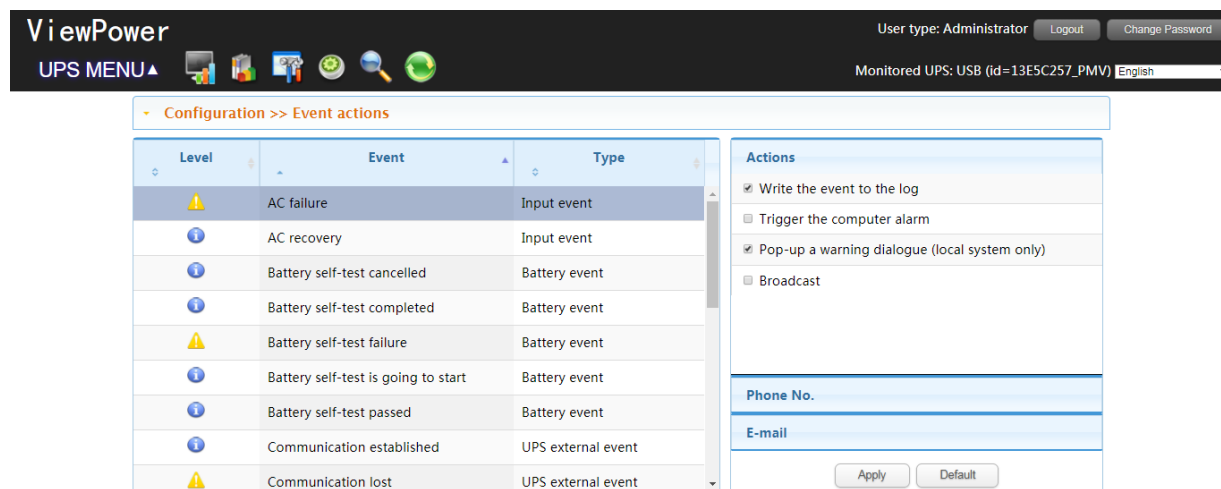 ViewPower
User type: Administrator Logout Change Password
UPS MENU▲
Monitored UPS: USB (id=13E5C257_PMV) English
Configuration >> Event actions
Level Event Type
AC failure Input event
AC recovery Input event
Battery self-test cancelled Battery event
Battery self-test completed Battery event
Battery self-test failure Battery event
Battery self-test is going to start Battery event
Battery self-test passed Battery event
Communication established UPS external event
Communication lost UPS external event
Actions
Write the event to the log
Trigger the computer alarm
Pop-up a warning dialogue (local system only)
Broadcast
Phone No.
E-mail
Apply Default